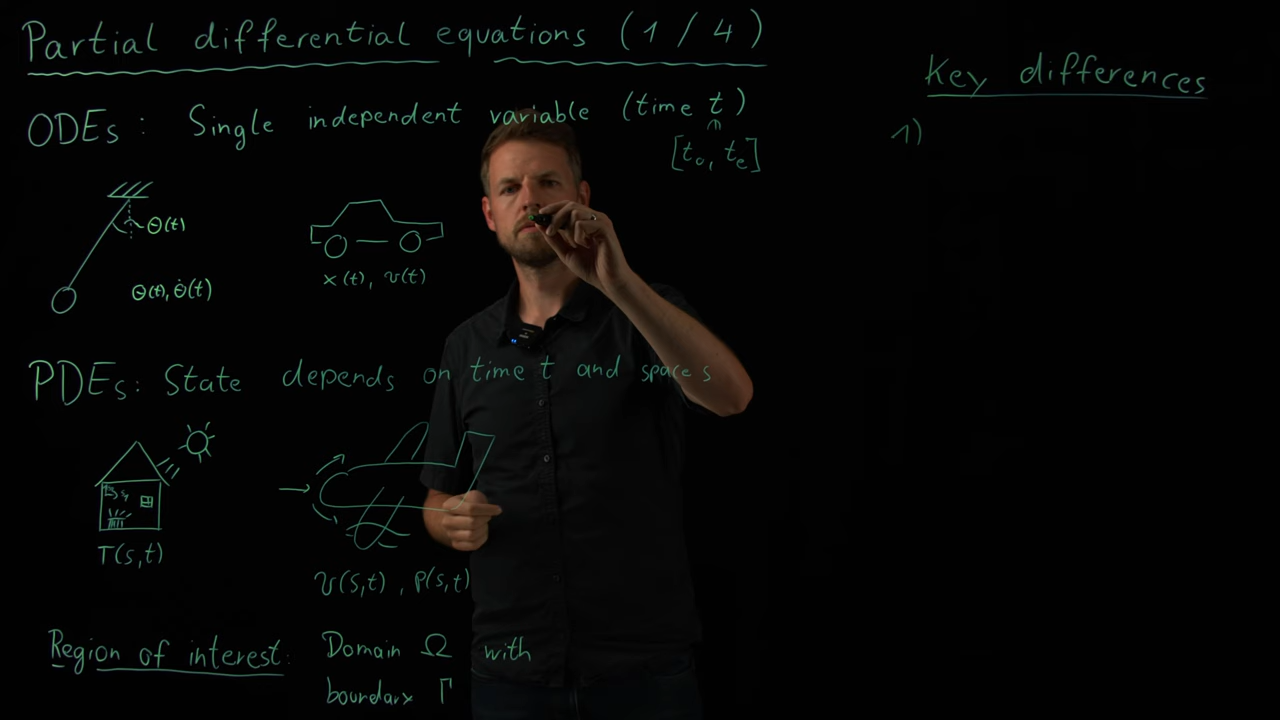 Partial differential equations (1/4)
ODEs: Single independent variable (time t)
∩
[t₀, tₑ]
Θ(t)
Θ(t), Θ̇(t)
x(t), v(t)
PDEs: State depends on time t and space s
T(s,t)
v(s,t), p(s,t)
Region of interest: Domain Ω with
boundary Γ
Key differences
1)